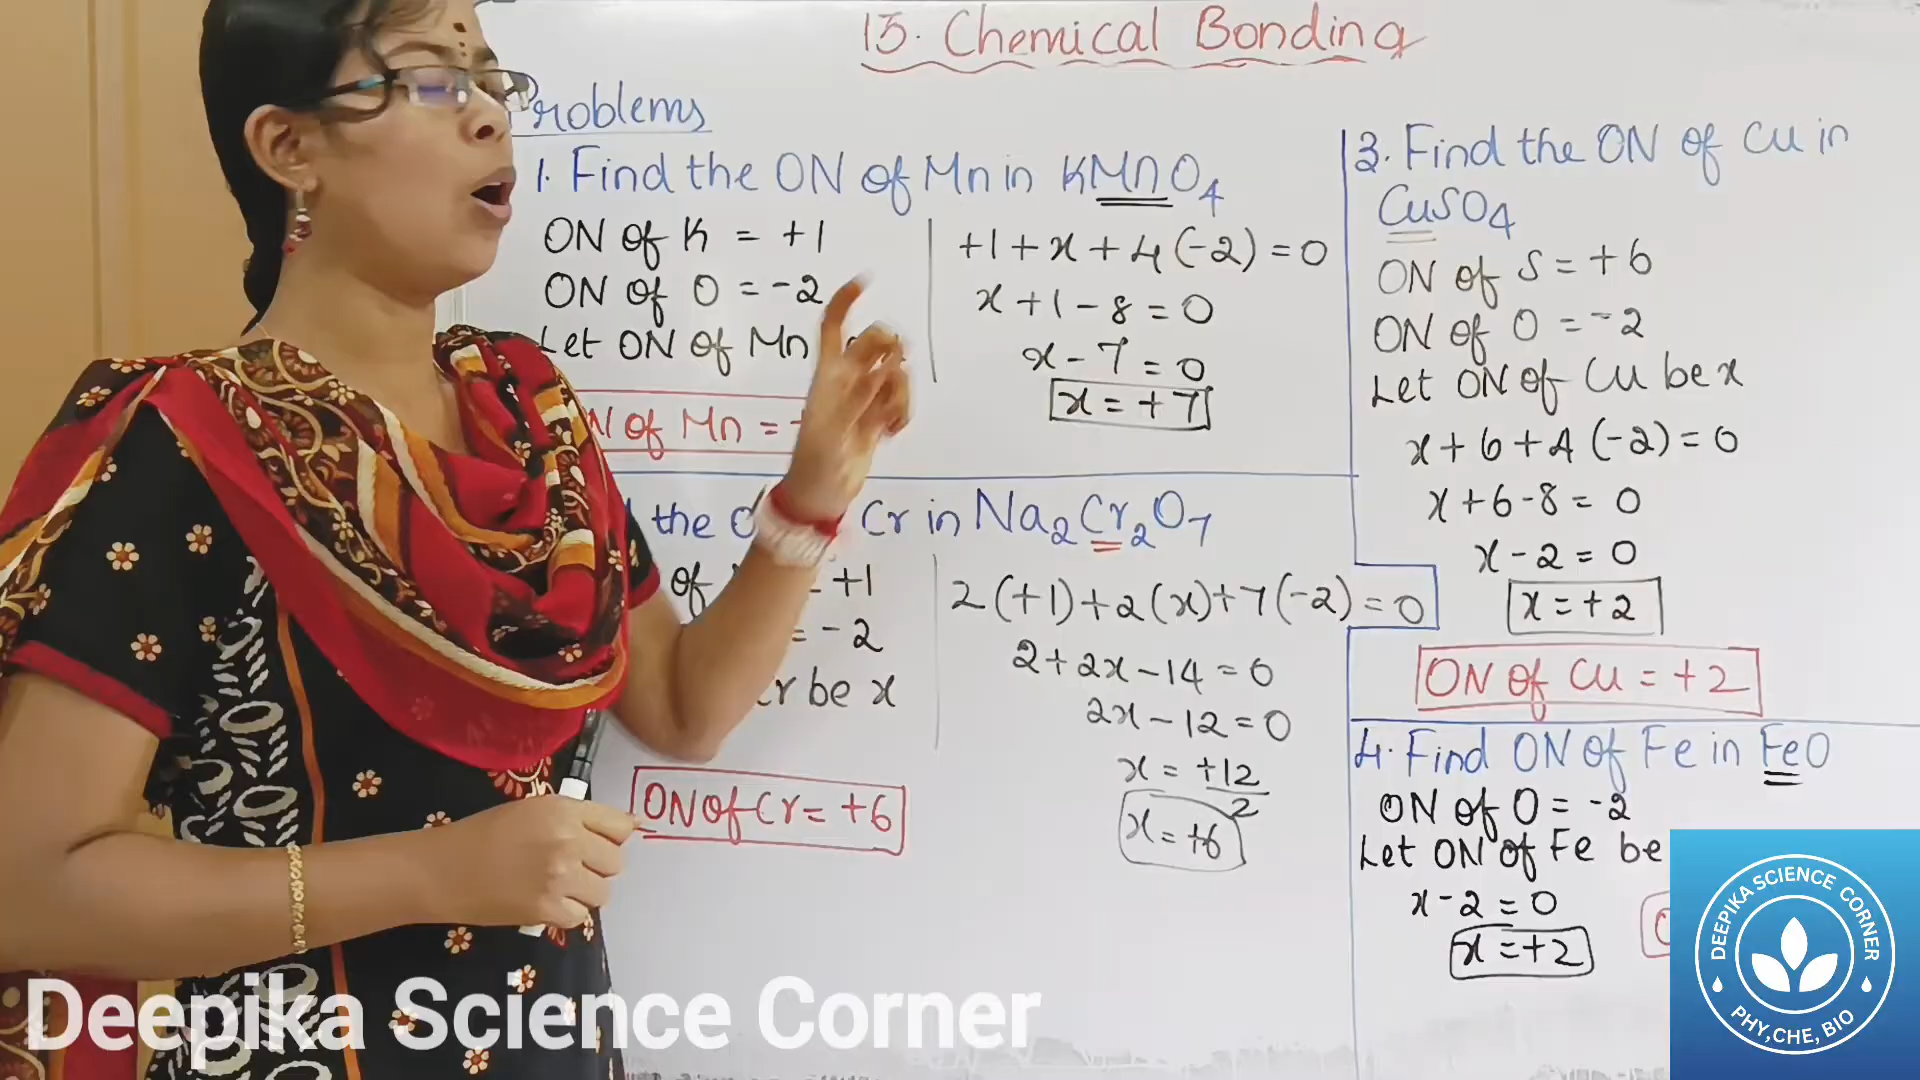 15. Chemical Bonding
Problems
1. Find the ON of Mn in KMnO4
ON of K = +1
ON of O = -2
Let ON of Mn
ON of Mn =
+1 + x + 4(-2) = 0
x + 1 - 8 = 0
x - 7 = 0
x = +7
the Cr in Na2Cr2O7
of = +1
= -2
Cr be x
ON of Cr = +6
2(+1)+2(x)+7(-2) = 0
2+2x-14 = 0
2x - 12 = 0
x = +12/2
x = +6
3. Find the ON of Cu in
CuSO4
ON of S = +6
ON of O = -2
Let ON of Cu be x
x + 6 + 4(-2) = 0
x + 6 - 8 = 0
x - 2 = 0
x = +2
ON of Cu = +2
4. Find ON of Fe in FeO
ON of O = -2
Let ON of Fe be
x - 2 = 0
x = +2
Deepika Science Corner
DEEPIKA SCIENCE CORNER
PHY,CHE, BIO